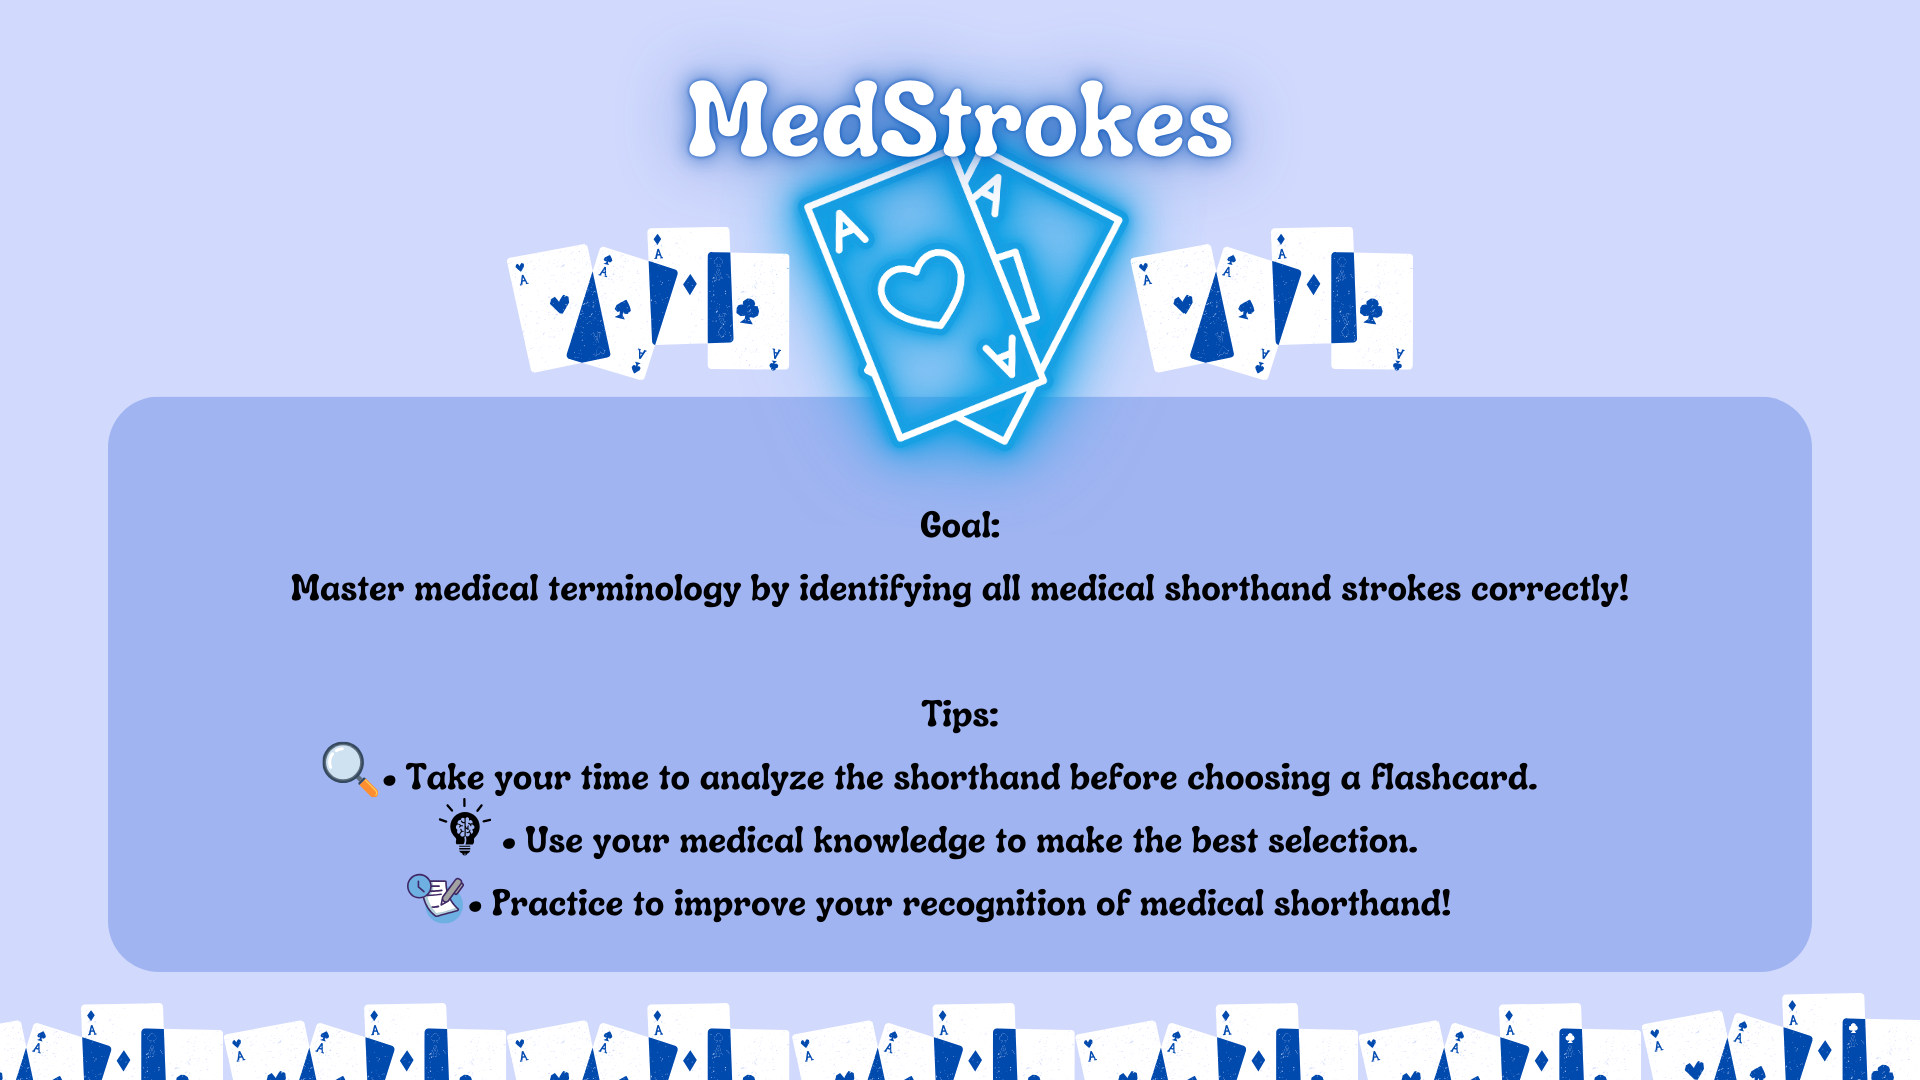 MedStrokes
Goal:
Master medical terminology by identifying all medical shorthand strokes correctly!
Tips:
• Take your time to analyze the shorthand before choosing a flashcard.
• Use your medical knowledge to make the best selection.
• Practice to improve your recognition of medical shorthand!